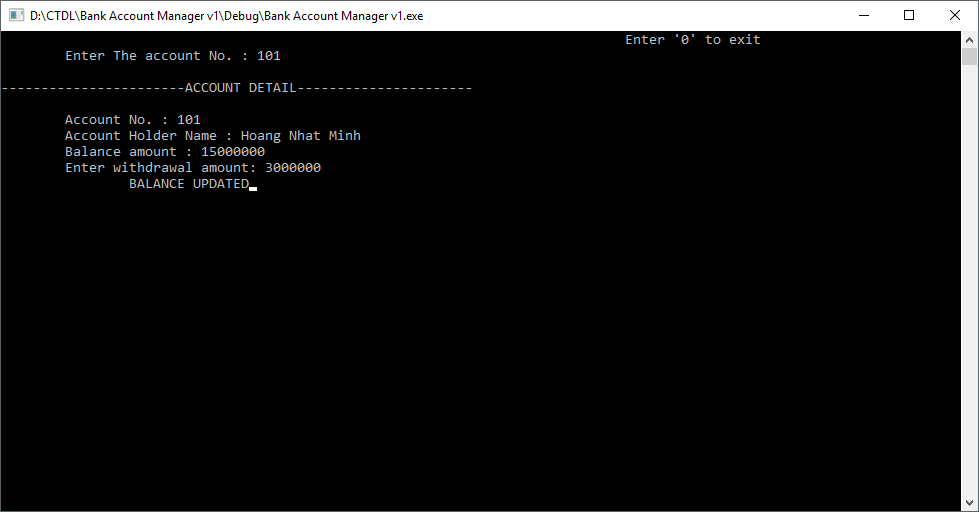 D:\CTDL\Bank Account Manager v1\Debug\Bank Account Manager v1.exe
Enter '0' to exit
Enter The account No. : 101
-----------------------ACCOUNT DETAIL----------------------
Account No. : 101
Account Holder Name : Hoang Nhat Minh
Balance amount : 15000000
Enter withdrawal amount: 3000000
BALANCE UPDATED